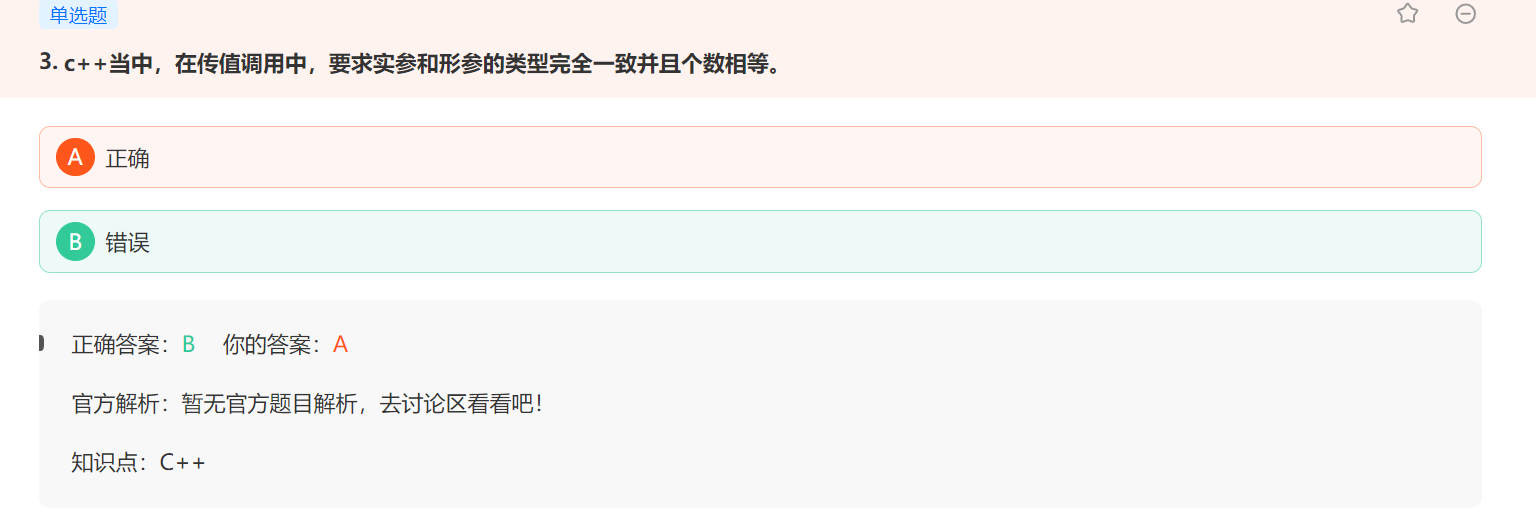 单选题
3. c++当中，在传值调用中，要求实参和形参的类型完全一致并且个数相等。
A 正确
B 错误
正确答案：B 你的答案：A
官方解析：暂无官方题目解析，去讨论区看看吧！
知识点：C++